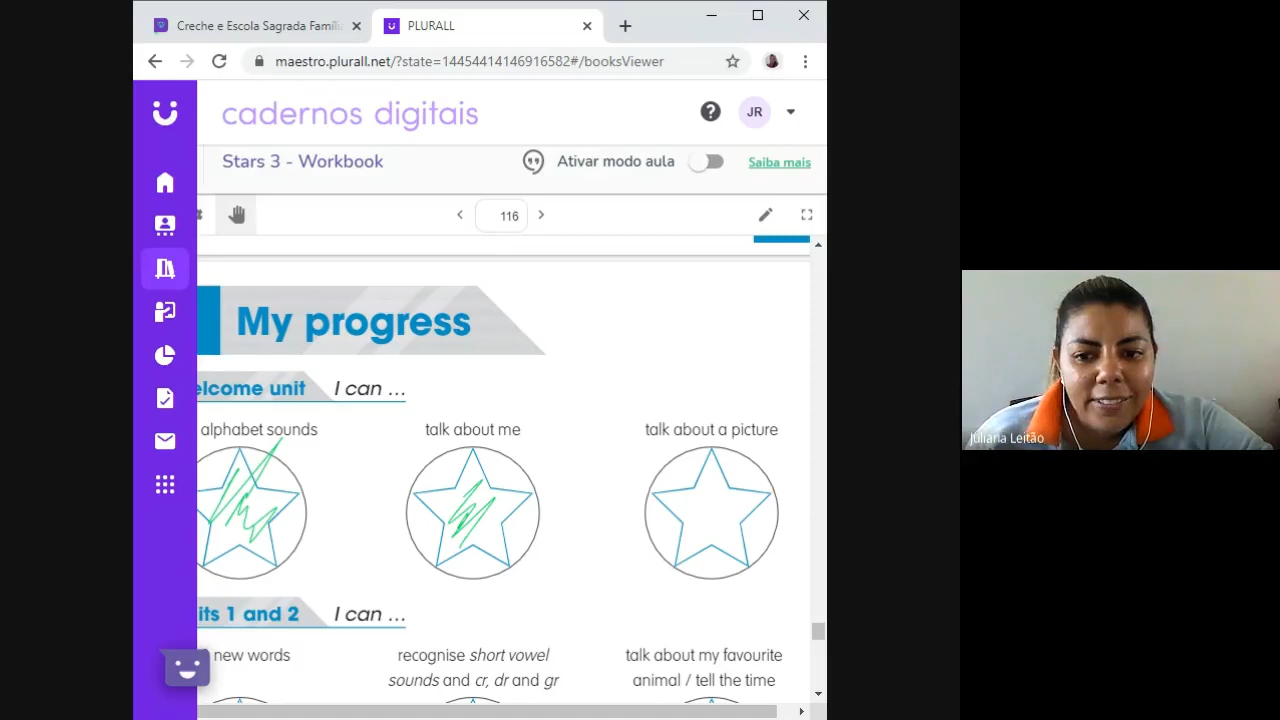 Creche e Escola Sagrada Famíli
PLURALL
maestro.plurall.net/?state=14454414146916582#/booksViewer
cadernos digitais
JR
Stars 3 - Workbook
Ativar modo aula
Saiba mais
116
My progress
elcome unit I can ...
alphabet sounds talk about me talk about a picture
its 1 and 2 I can ...
new words recognise short vowel talk about my favourite
sounds and cr, dr and gr animal / tell the time
Juliana Leitão